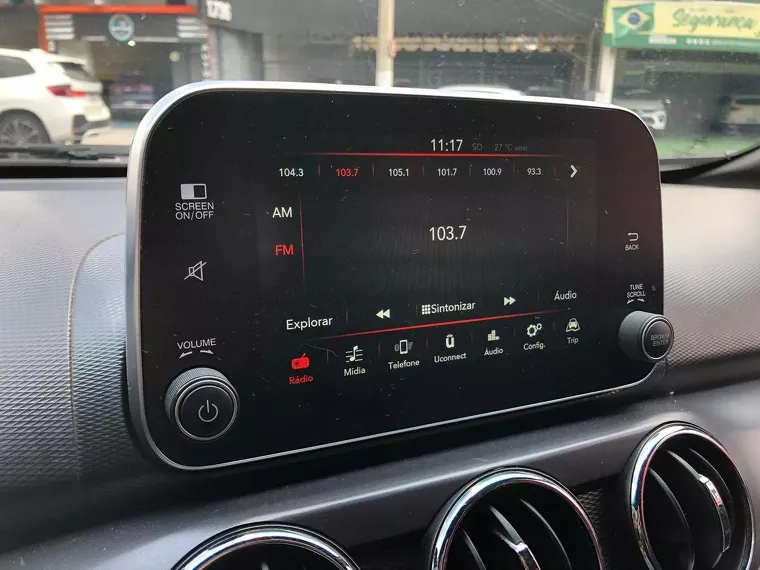 1736
Segurança
11:17 SO 27 °C
104.3 103.7 105.1 101.7 100.9 93.3
SCREEN
ON/OFF
AM
FM
103.7
BACK
TUNE
SCROLL
Explorar
Sintonizar
Áudio
VOLUME
BROWSE
ENTER
Rádio
Mídia
Telefone
Uconnect
Áudio
Config.
Trip